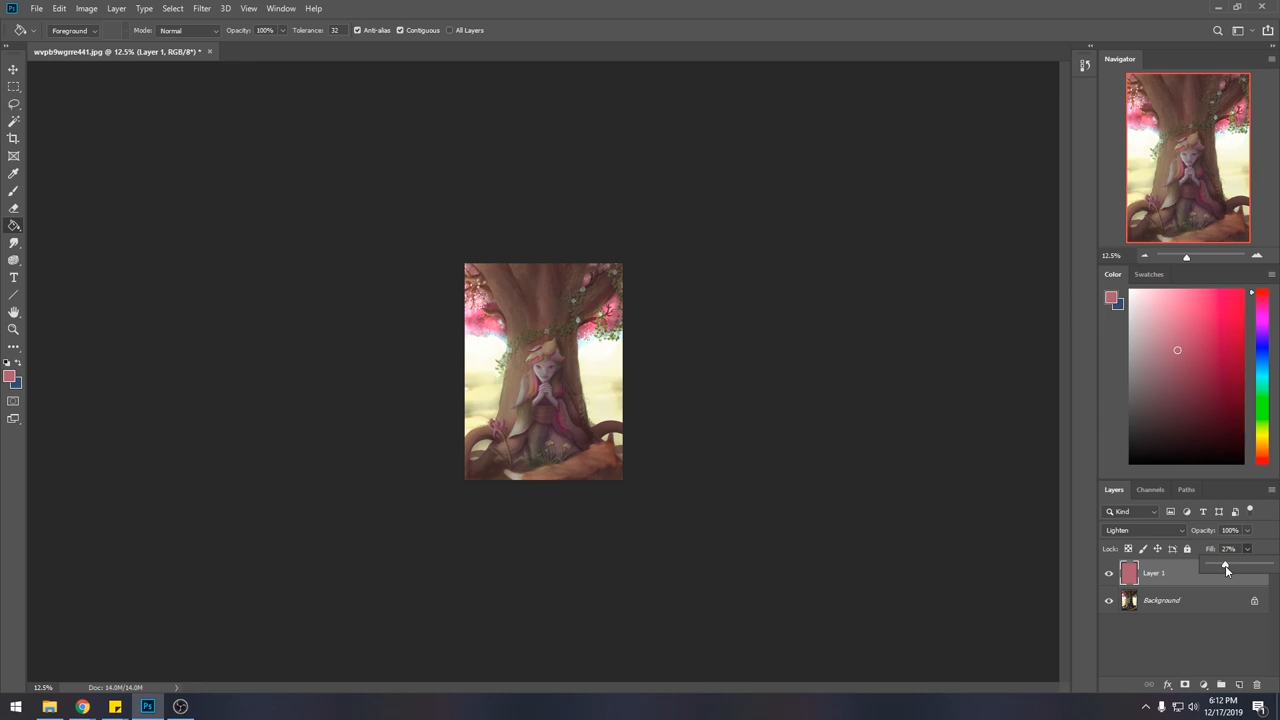 Ps File Edit Image Layer Type Select Filter 3D View Window Help
Foreground Mode: Normal Opacity: 100% Tolerance: 32 Anti-alias Contiguous All Layers
wvpb9wgrre441.jpg @ 12.5% (Layer 1, RGB/8*) * ×
Navigator
12.5%
Color Swatches
Layers Channels Paths
Kind
Lighten Opacity: 100%
Lock: Fill: 27%
Layer 1
Background
12.5% Doc: 14.0M/14.0M
Ps
6:12 PM
12/17/2019